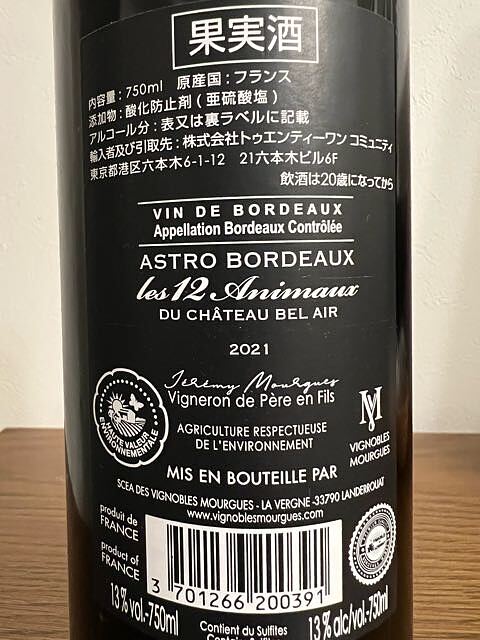 果実酒
内容量：750ml 原産国：フランス
添加物：酸化防止剤(亜硫酸塩)
アルコール分：表又は裏ラベルに記載
輸入者及び引取先：株式会社トゥエンティーワン コミュニティ
東京都港区六本木6-1-12 21六本木ビル6F
飲酒は20歳になってから
VIN DE BORDEAUX
Appellation Bordeaux Contrôlée
ASTRO BORDEAUX
les 12 Animaux
DU CHÂTEAU BEL AIR
2021
Jérémy Mourgues
Vigneron de Père en Fils
HAUTE VALEUR
ENVIRONNEMENTALE
AGRICULTURE RESPECTUEUSE
DE L'ENVIRONNEMENT
VM
VIGNOBLES
MOURGUES
MIS EN BOUTEILLE PAR
SCEA DES VIGNOBLES MOURGUES - LA VERGNE -33790 LANDERROUAT
www.vignoblesmourgues.com
produit de
FRANCE
product of
FRANCE
3 701266 200391
13% vol-750ml
13% alc/vol-750ml
Contient du Sulfites